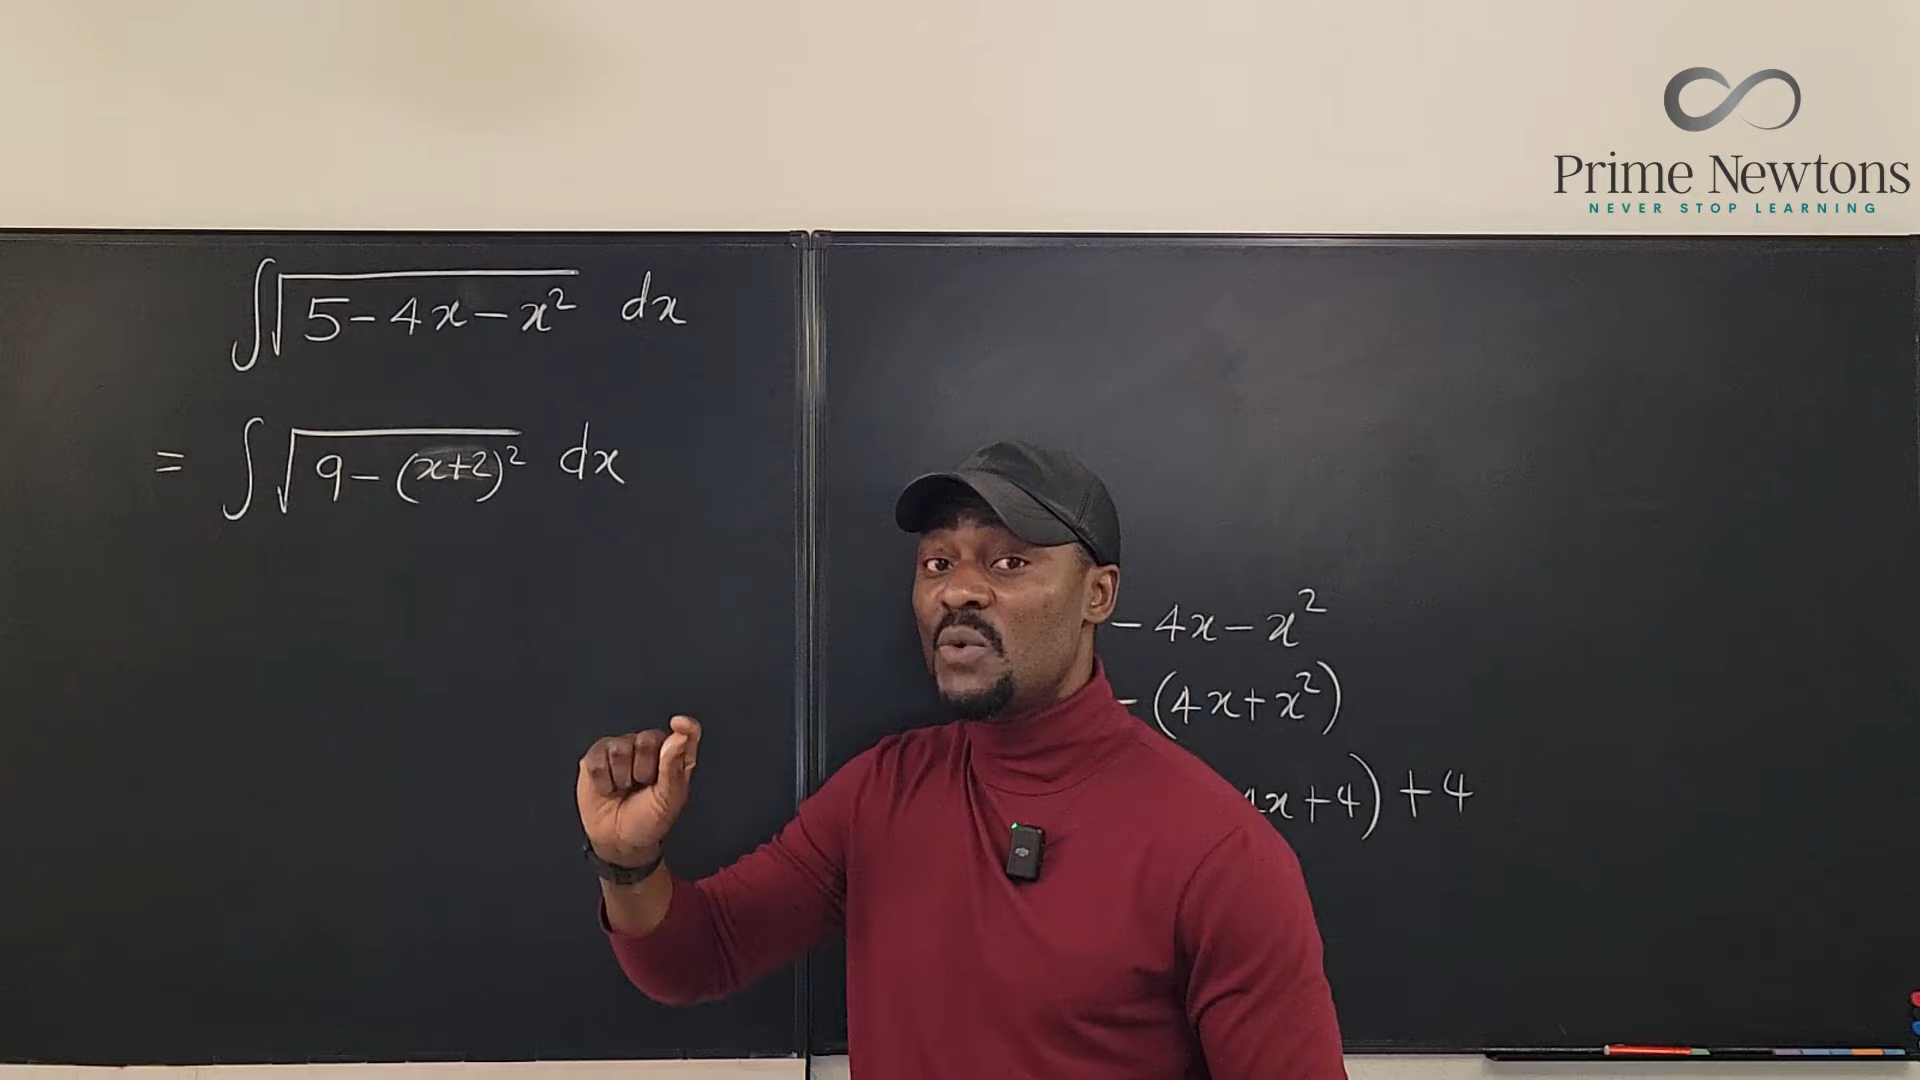 Prime Newtons
NEVER STOP LEARNING
∫√(5-4x-x²) dx
= ∫√(9-(x+2)²) dx
-4x-x²
-(4x+x²)
4x+4)+4